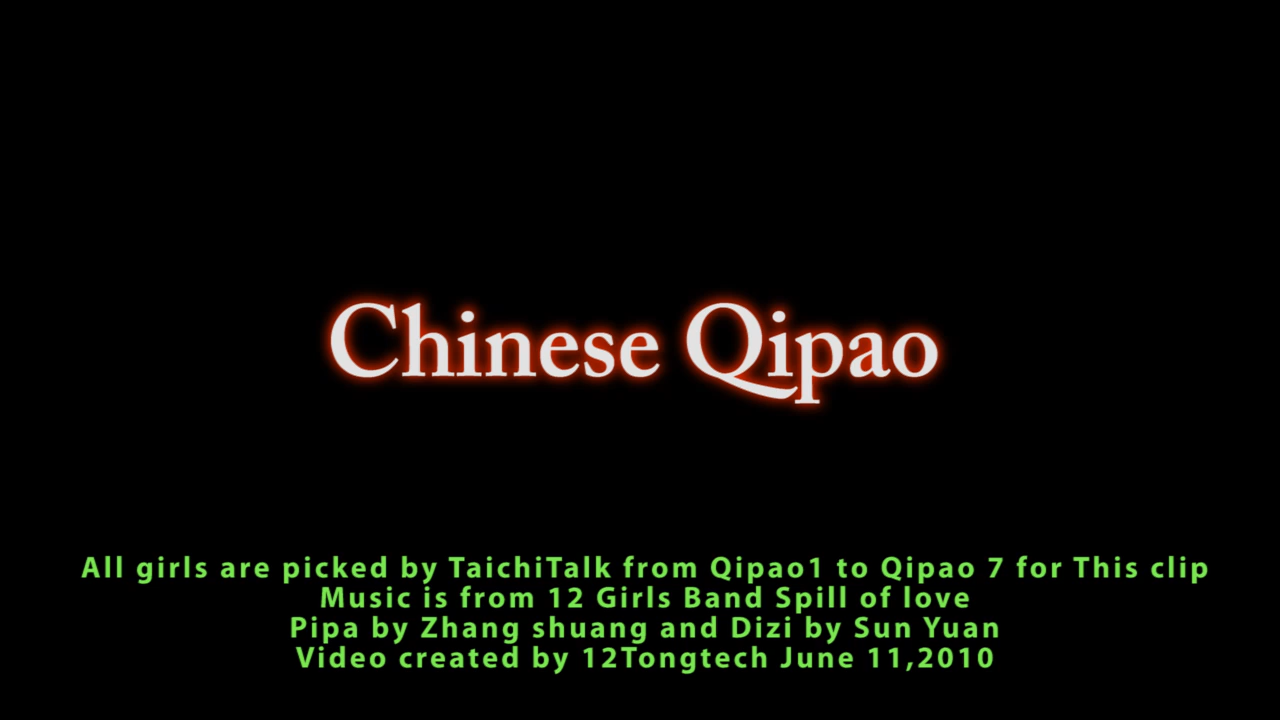 Chinese Qipao
All girls are picked by TaichiTalk from Qipao1 to Qipao 7 for This clip
Music is from 12 Girls Band Spill of love
Pipa by Zhang shuang and Dizi by Sun Yuan
Video created by 12Tongtech June 11,2010